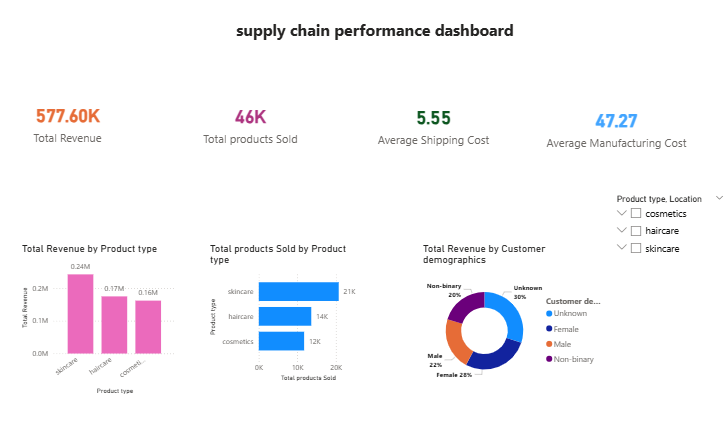 supply chain performance dashboard
577.60K
Total Revenue
46K
Total products Sold
5.55
Average Shipping Cost
47.27
Average Manufacturing Cost
Product type, Location
cosmetics
haircare
skincare
Total Revenue by Product type
Total Revenue
0.2M
0.1M
0.0M
0.24M
0.17M
0.16M
skincare
haircare
cosmeti...
Product type
Total products Sold by Product
type
Product type
skincare
21K
haircare
14K
cosmetics
12K
0K
10K
20K
Total products Sold
Total Revenue by Customer
demographics
Non-binary
20%
Unknown
30%
Male
22%
Female 28%
Customer de...
Unknown
Female
Male
Non-binary